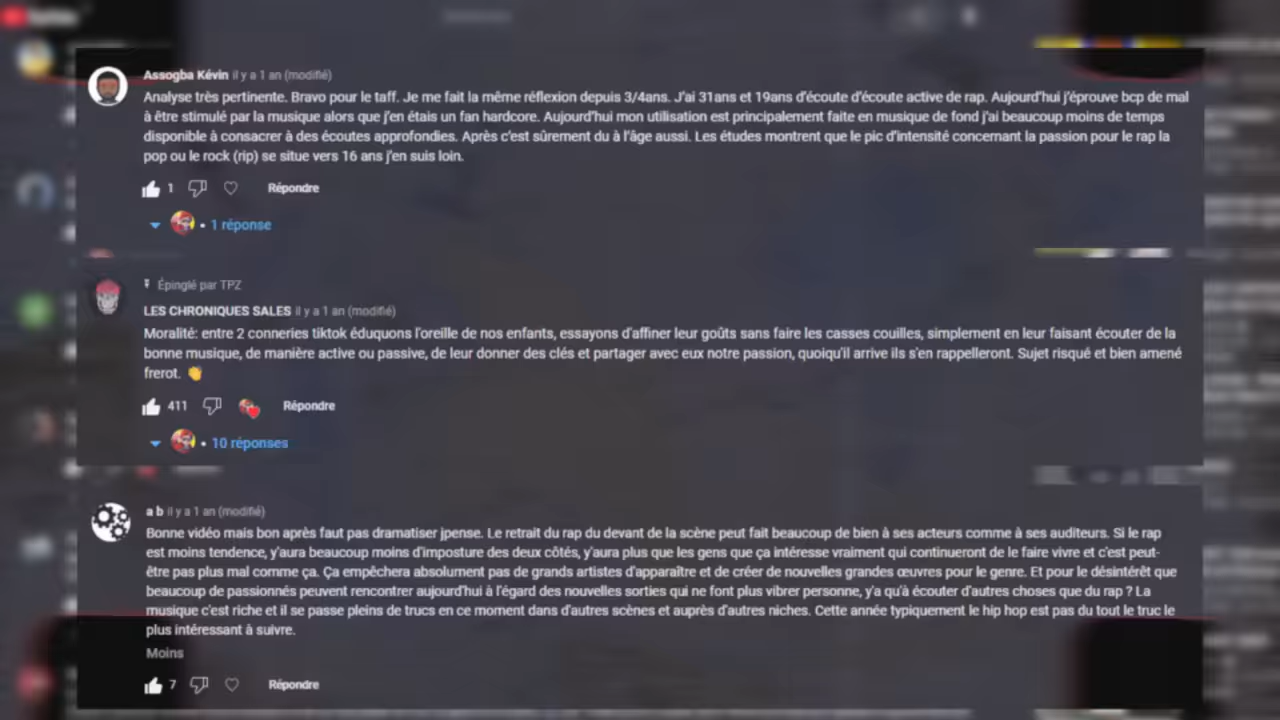 Assogba Kévin il y a 1 an (modifié)
Analyse très pertinente. Bravo pour le taff. Je me fait la même réflexion depuis 3/4ans. J'ai 31ans et 19ans d'écoute d'écoute active de rap. Aujourd'hui j'éprouve bcp de mal
à être stimulé par la musique alors que j'en étais un fan hardcore. Aujourd'hui mon utilisation est principalement faite en musique de fond j'ai beaucoup moins de temps
disponible à consacrer à des écoutes approfondies. Après c'est sûrement du à l'âge aussi. Les études montrent que le pic d'intensité concernant la passion pour le rap la
pop ou le rock (rip) se situe vers 16 ans j'en suis loin.
1 Répondre
• 1 réponse
Épinglé par TPZ
LES CHRONIQUES SALES il y a 1 an (modifié)
Moralité: entre 2 conneries tiktok éduquons l'oreille de nos enfants, essayons d'affiner leur goûts sans faire les casses couilles, simplement en leur faisant écouter de la
bonne musique, de manière active ou passive, de leur donner des clés et partager avec eux notre passion, quoiqu'il arrive ils s'en rappelleront. Sujet risqué et bien amené
frerot. 👏
411 Répondre
• 10 réponses
a b il y a 1 an (modifié)
Bonne vidéo mais bon après faut pas dramatiser jpense. Le retrait du rap du devant de la scène peut fait beaucoup de bien à ses acteurs comme à ses auditeurs. Si le rap
est moins tendence, y'aura beaucoup moins d'imposture des deux côtés, y'aura plus que les gens que ça intéresse vraiment qui continueront de le faire vivre et c'est peut-
être pas plus mal comme ça. Ça empêchera absolument pas de grands artistes d'apparaître et de créer de nouvelles grandes œuvres pour le genre. Et pour le désintérêt que
beaucoup de passionnés peuvent rencontrer aujourd'hui à l'égard des nouvelles sorties qui ne font plus vibrer personne, y'a qu'à écouter d'autres choses que du rap ? La
musique c'est riche et il se passe pleins de trucs en ce moment dans d'autres scènes et auprès d'autres niches. Cette année typiquement le hip hop est pas du tout le truc le
plus intéressant à suivre.
Moins
7 Répondre